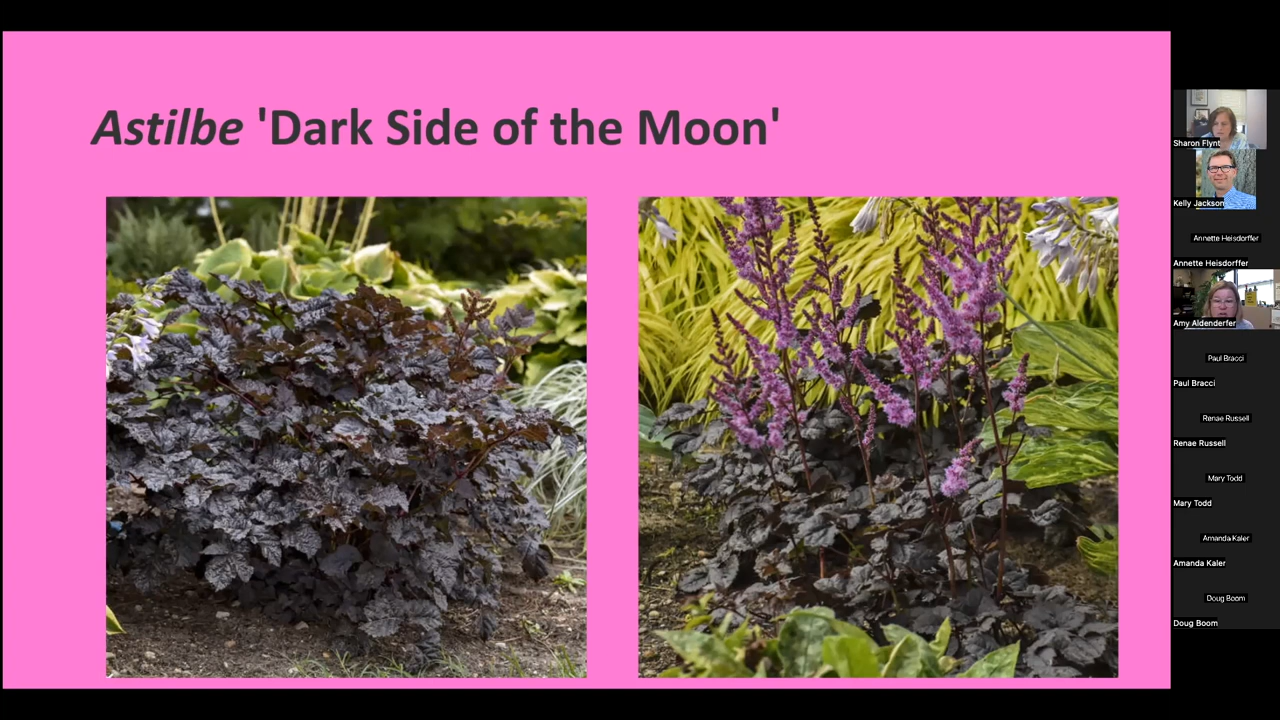 Astilbe 'Dark Side of the Moon'
Sharon Flynt
Kelly Jackson
Annette Heisdorffer
Annette Heisdorffer
Amy Aldenderfer
Paul Bracci
Paul Bracci
Renae Russell
Renae Russell
Mary Todd
Mary Todd
Amanda Kaler
Amanda Kaler
Doug Boom
Doug Boom